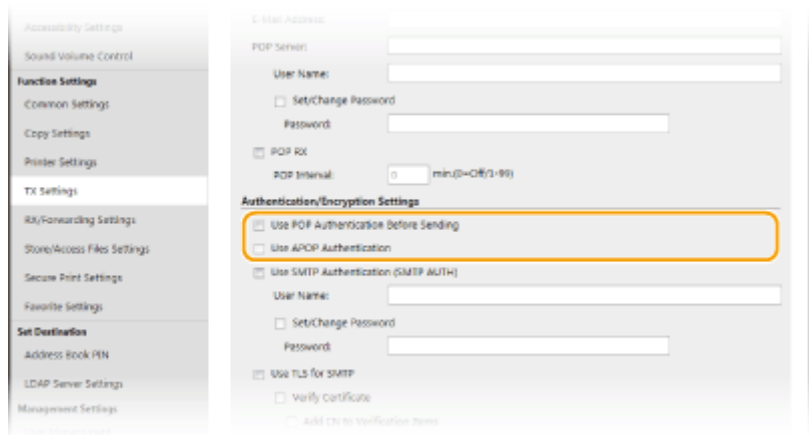 Accessibility Settings
Sound Volume Control
Function Settings
Common Settings
Copy Settings
Printer Settings
TX Settings
RX/Forwarding Settings
Store/Access Files Settings
Secure Print Settings
Favorite Settings
Set Destination
Address Book PIN
LDAP Server Settings
Management Settings
E-Mail Address:
POP Server:
User Name:
Set/Change Password
Password:
POP RX
POP Interval: 0 min.(0=Off/1-99)
Authentication/Encryption Settings
Use POP Authentication Before Sending
Use APOP Authentication
Use SMTP Authentication (SMTP AUTH)
User Name:
Set/Change Password
Password:
Use TLS for SMTP
Verify Certificate
Add CN to Verification Items